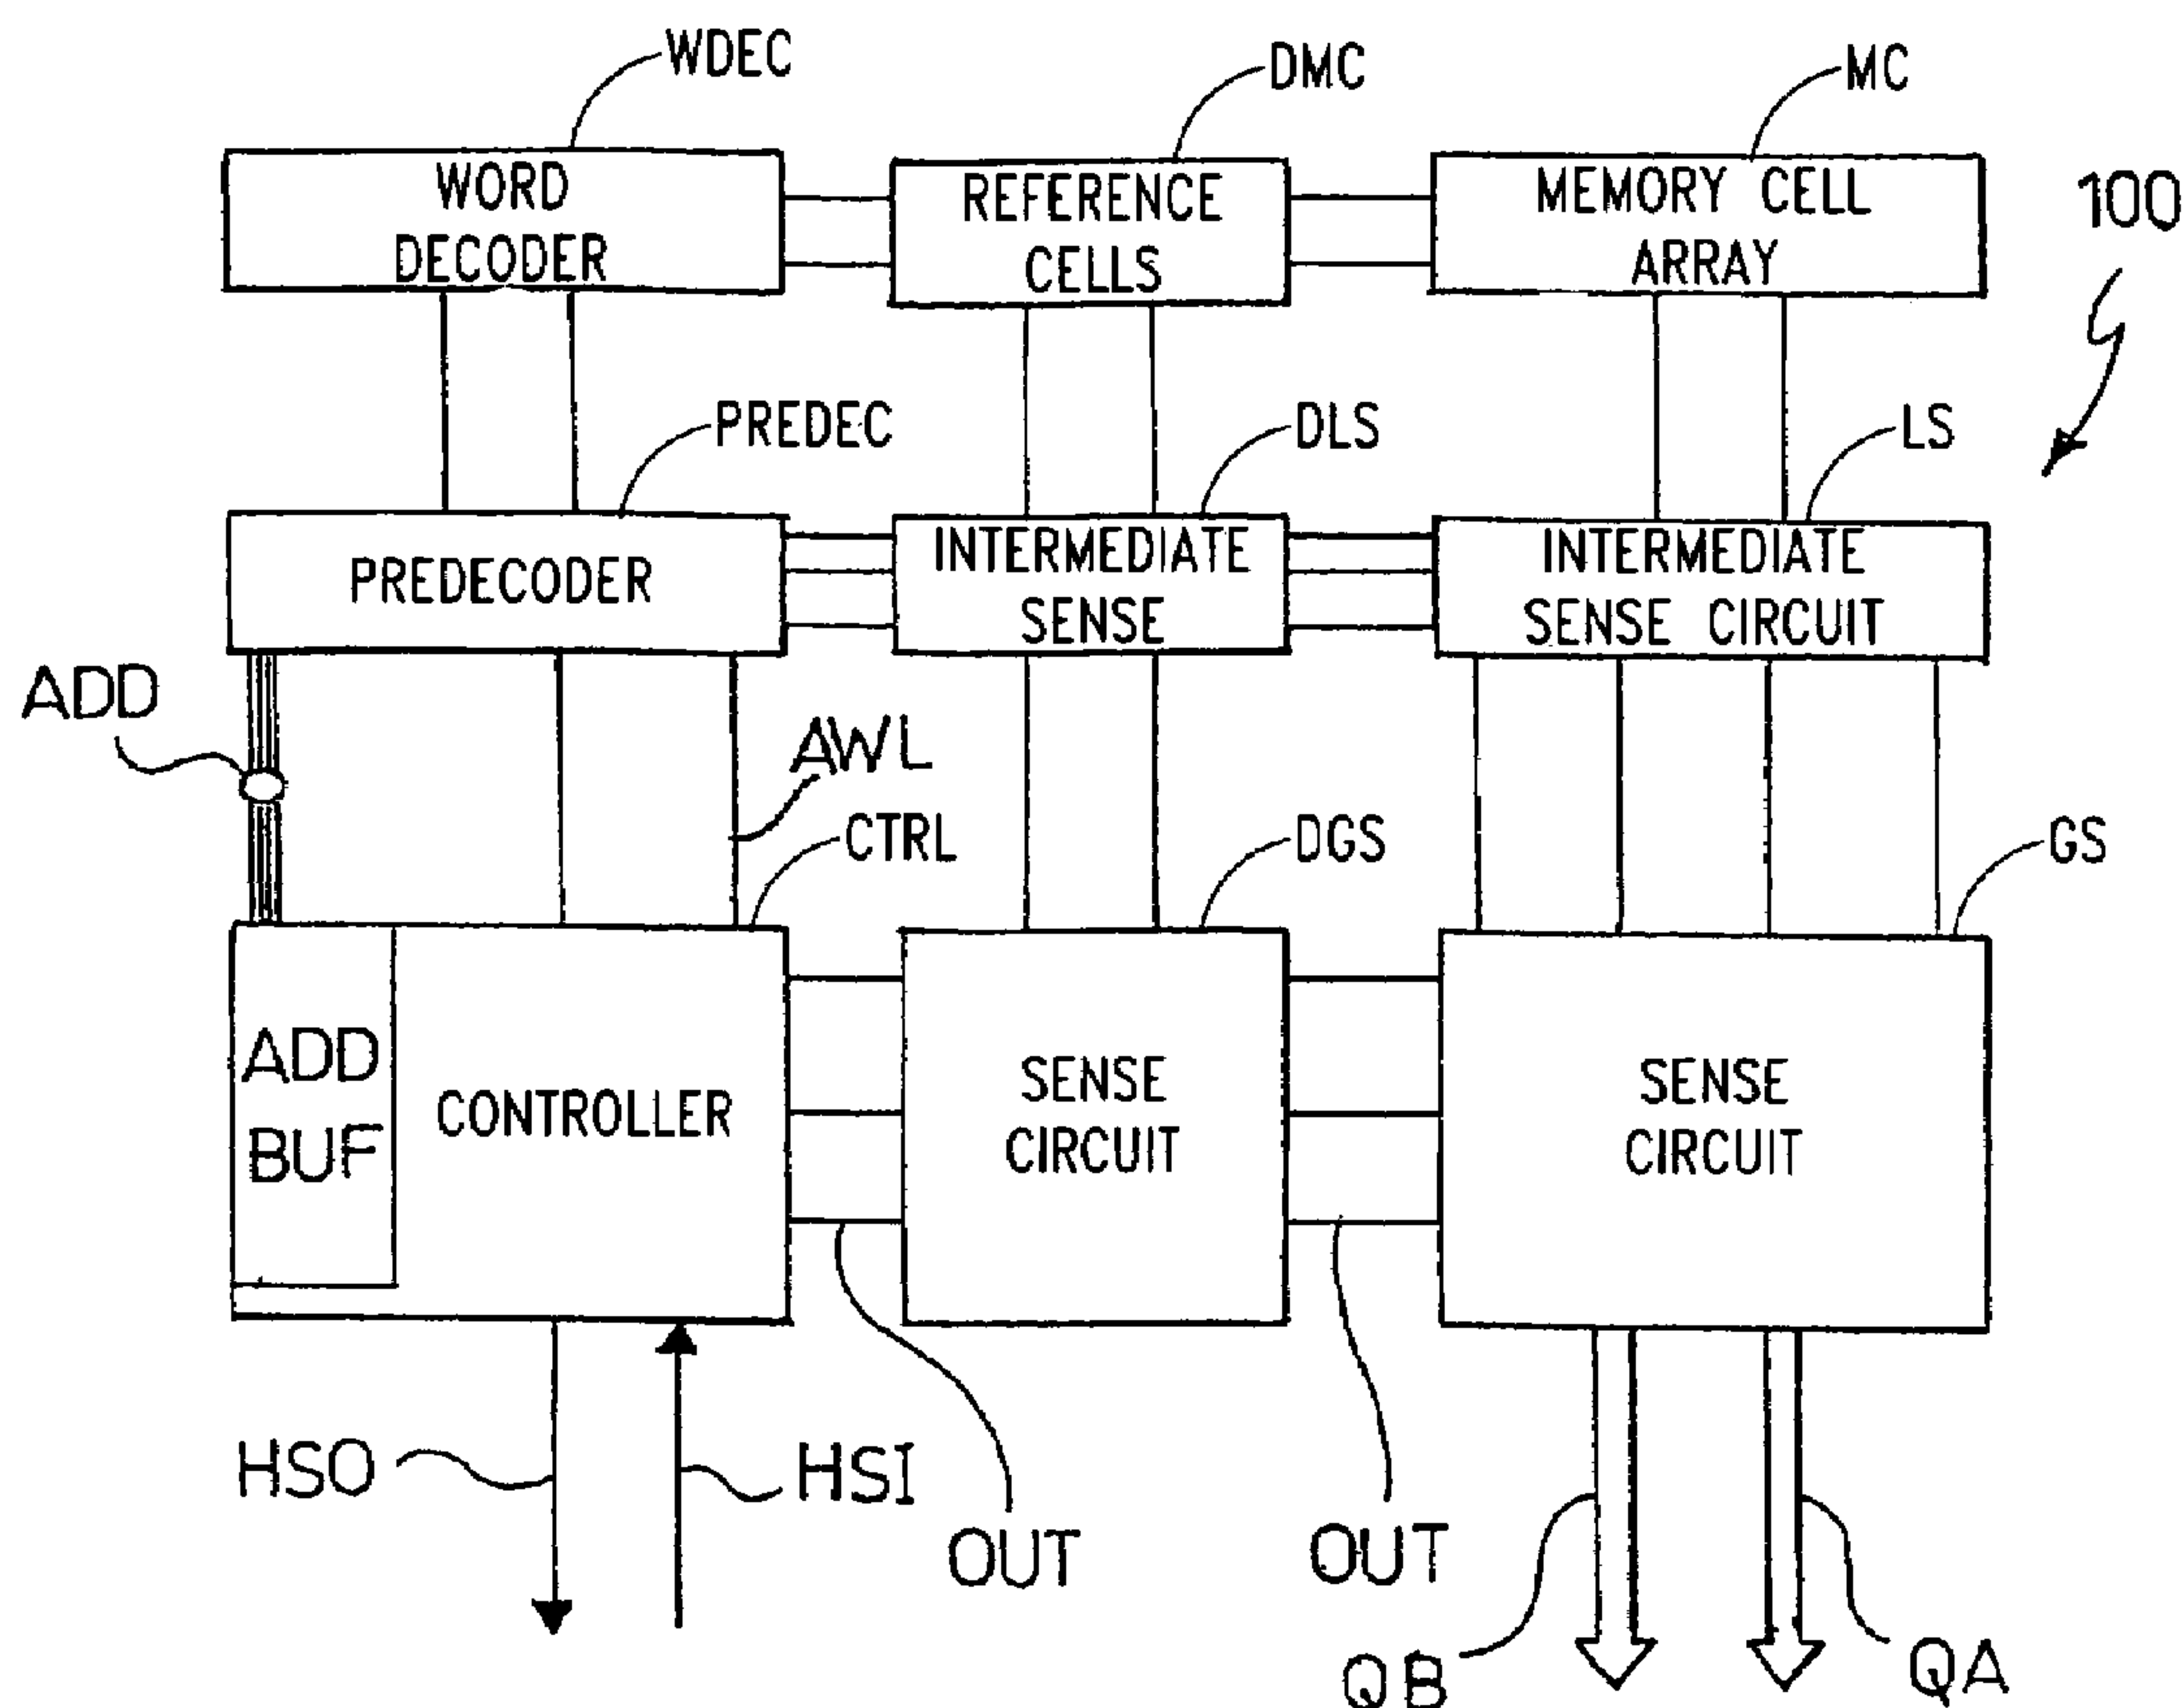 WDEC
DMC
MC
WORD
DECODER
REFERENCE
CELLS
MEMORY CELL
ARRAY
100
PREDEC
DLS
LS
PREDECODER
INTERMEDIATE
SENSE
INTERMEDIATE
SENSE CIRCUIT
ADD
AWL
CTRL
DGS
GS
ADD
BUF
CONTROLLER
SENSE
CIRCUIT
SENSE
CIRCUIT
HSO
HSI
OUT
OUT
QB
QA